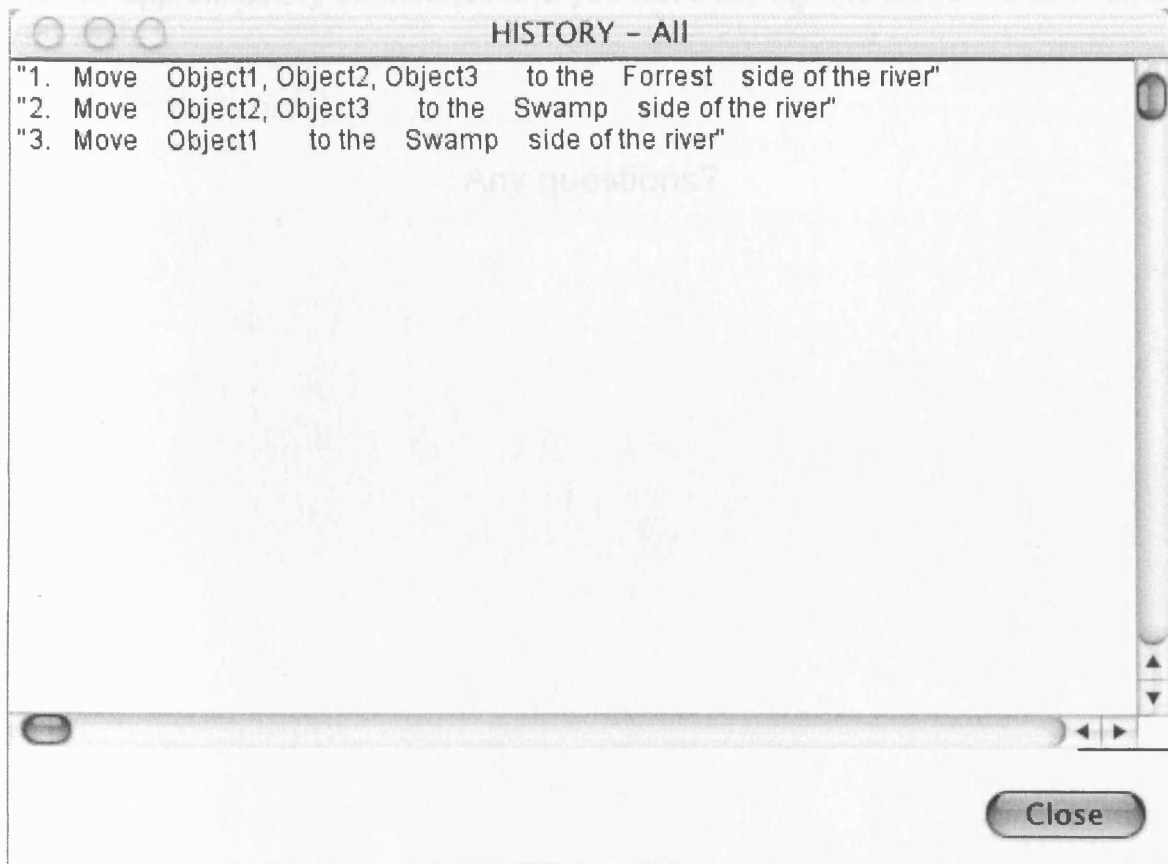 HISTORY – All
"1. Move Object1, Object2, Object3 to the Forrest side of the river"
"2. Move Object2, Object3 to the Swamp side of the river"
"3. Move Object1 to the Swamp side of the river"
Any questions?
Close